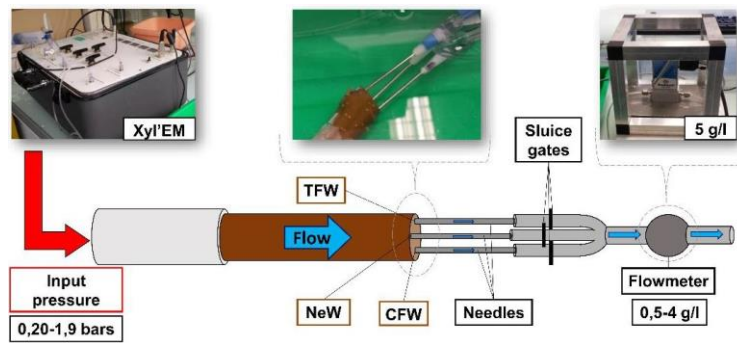 Xyl'EM
Sluice
gates
5 g/l
TFW
Flow
Input
pressure
NeW
CFW
Needles
Flowmeter
0,20-1,9 bars
0,5-4 g/l